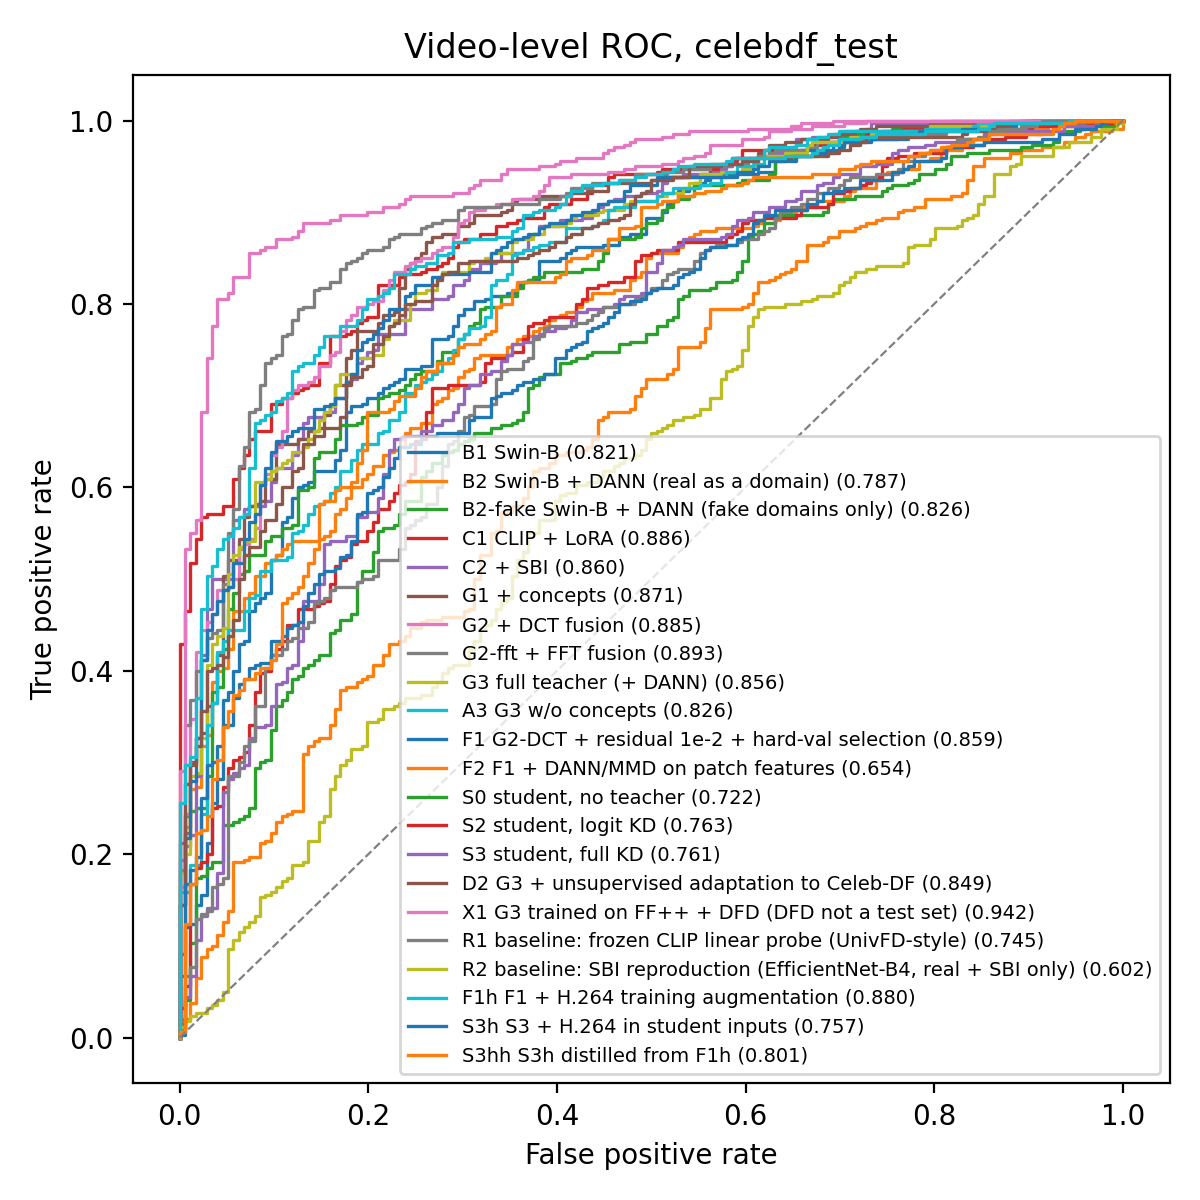 Video-level ROC, celebdf_test
True positive rate
1.0
0.8
0.6
0.4
0.2
0.0
B1 Swin-B (0.821)
B2 Swin-B + DANN (real as a domain) (0.787)
B2-fake Swin-B + DANN (fake domains only) (0.826)
C1 CLIP + LoRA (0.886)
C2 + SBI (0.860)
G1 + concepts (0.871)
G2 + DCT fusion (0.885)
G2-fft + FFT fusion (0.893)
G3 full teacher (+ DANN) (0.856)
A3 G3 w/o concepts (0.826)
F1 G2-DCT + residual 1e-2 + hard-val selection (0.859)
F2 F1 + DANN/MMD on patch features (0.654)
S0 student, no teacher (0.722)
S2 student, logit KD (0.763)
S3 student, full KD (0.761)
D2 G3 + unsupervised adaptation to Celeb-DF (0.849)
X1 G3 trained on FF++ + DFD (DFD not a test set) (0.942)
R1 baseline: frozen CLIP linear probe (UnivFD-style) (0.745)
R2 baseline: SBI reproduction (EfficientNet-B4, real + SBI only) (0.602)
F1h F1 + H.264 training augmentation (0.880)
S3h S3 + H.264 in student inputs (0.757)
S3hh S3h distilled from F1h (0.801)
0.0 0.2 0.4 0.6 0.8 1.0
False positive rate